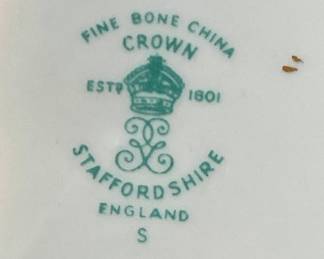 FINE BONE CHINA
CROWN
ESTD 1801
STAFFORDSHIRE
ENGLAND
S